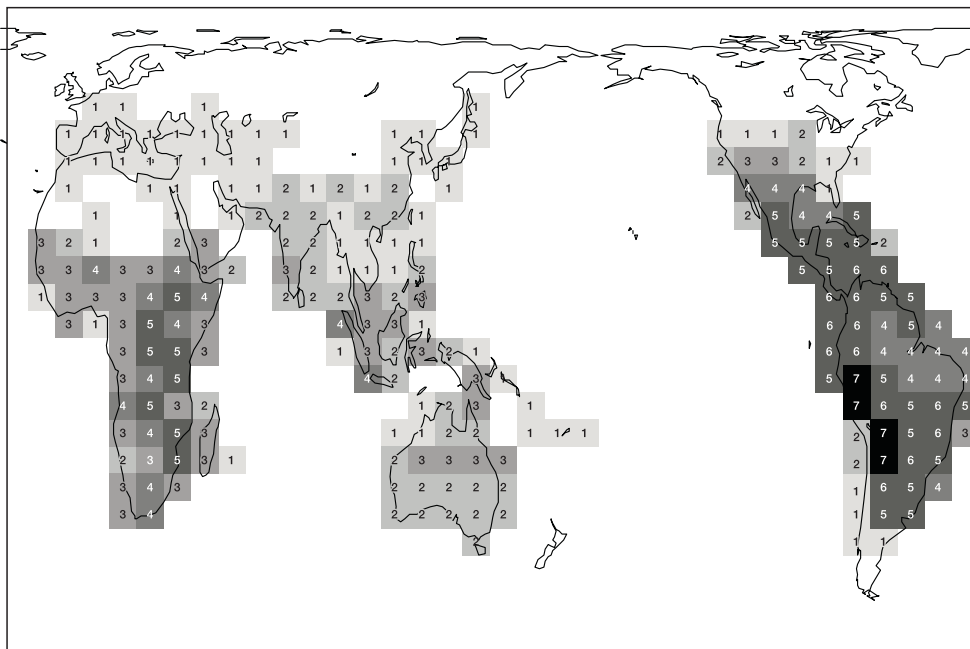 1 1 1 1
1 1 1 1 1 1 1 1 1 1 1 1 1 1 1 2
1 1 1 1 1 1 1 1 1 1 1 2 3 3 2 1 1
1 1 1 1 1 2 1 2 1 2 1 4 4 4 1
1 1 1 2 2 2 1 2 2 1 2 5 4 4 5
3 2 1 2 3 2 2 1 1 1 1 5 5 5 5 2
3 3 4 3 3 4 3 2 3 2 1 1 1 2 5 5 6 6
1 3 3 3 4 5 4 2 2 2 3 2 3 6 6 5 5
3 1 3 5 4 3 4 3 3 1 6 6 4 5 4
3 5 5 3 1 3 2 3 2 1 6 6 4 4 4 4
3 4 5 4 2 3 5 7 5 4 4 4
4 5 3 2 1 2 3 1 7 6 5 6 5
3 4 5 3 1 1 2 2 1 1 1 2 7 5 6 3
2 3 5 3 1 2 3 3 3 3 2 7 6 5
3 4 3 2 2 2 2 2 1 6 5 4
3 4 2 2 2 2 2 1 5 5
2 1 1